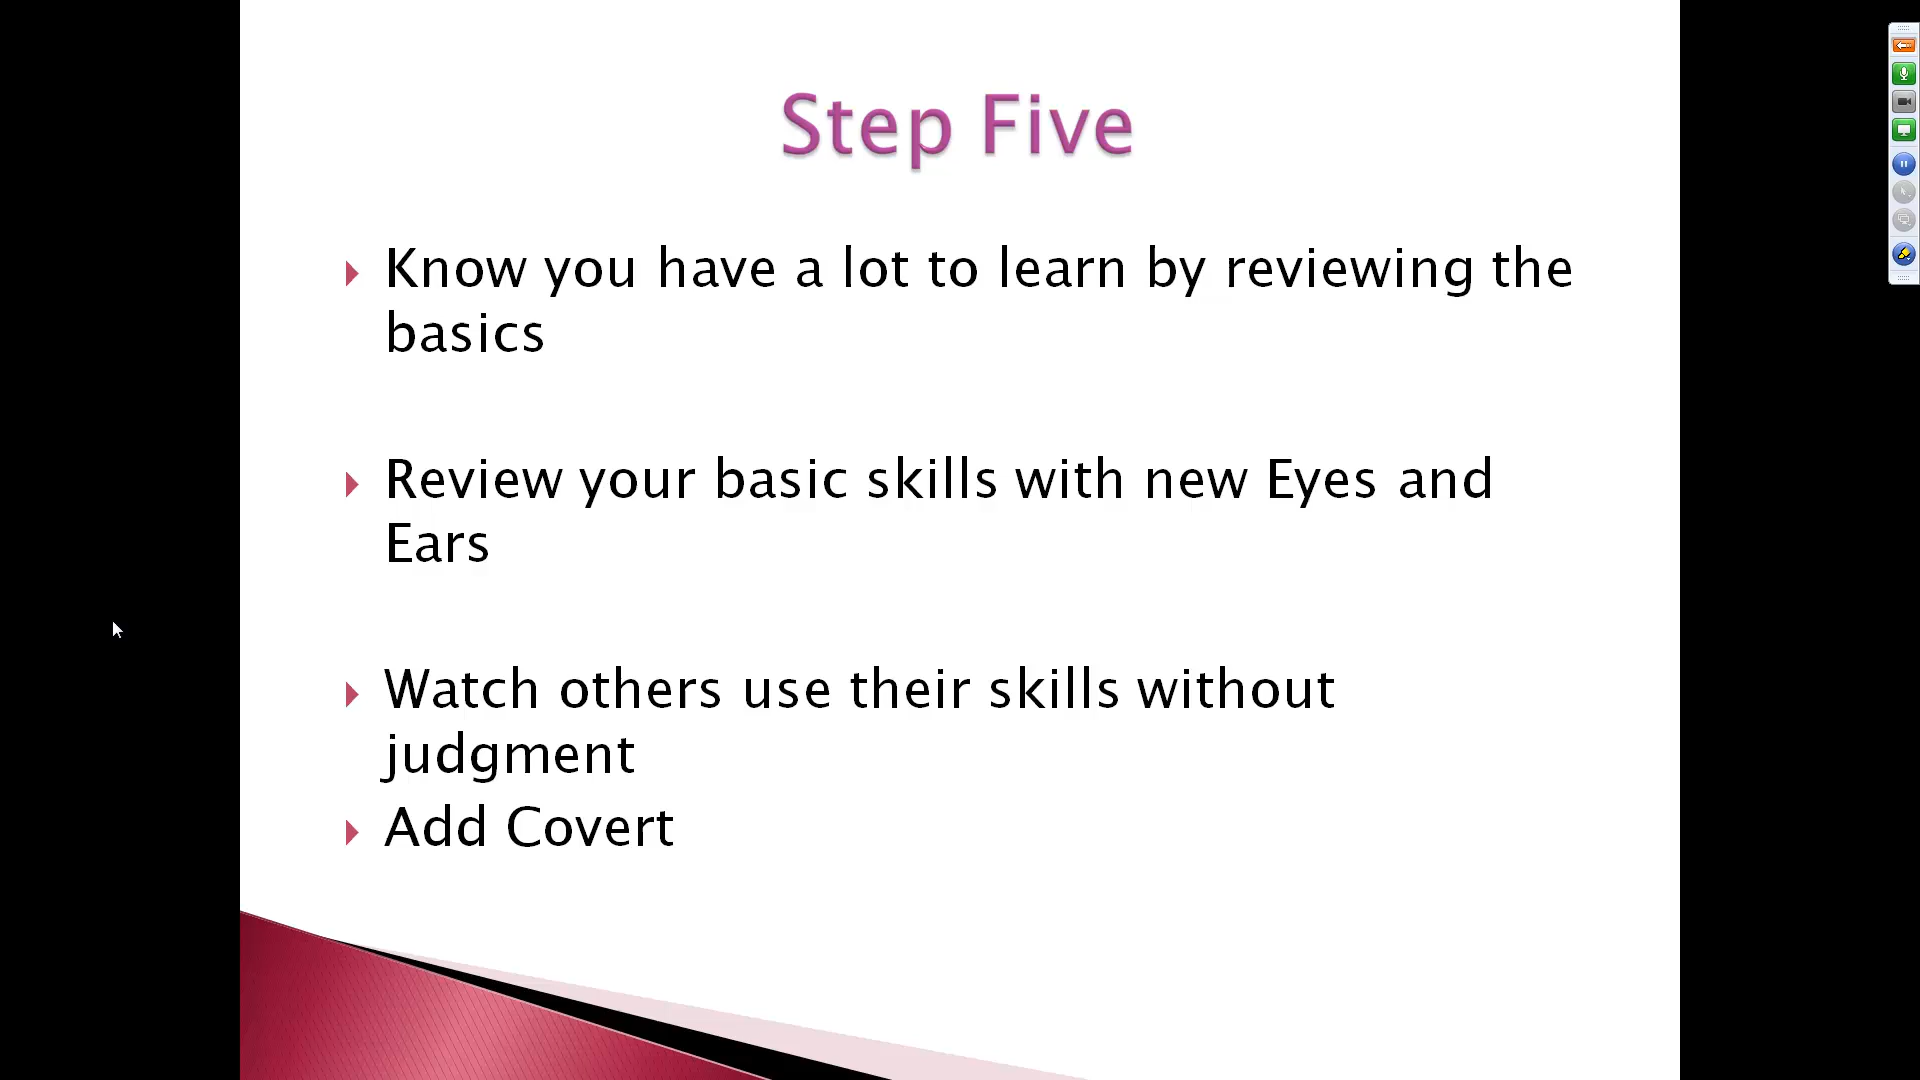 Step Five
Know you have a lot to learn by reviewing the
basics
Review your basic skills with new Eyes and
Ears
Watch others use their skills without
judgment
Add Covert